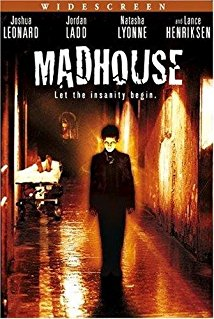 WIDESCREEN
Joshua LEONARD
Jordan LADD
Natasha LYONNE
and Lance HENRIKSEN
MADHOUSE
Let the insanity begin.